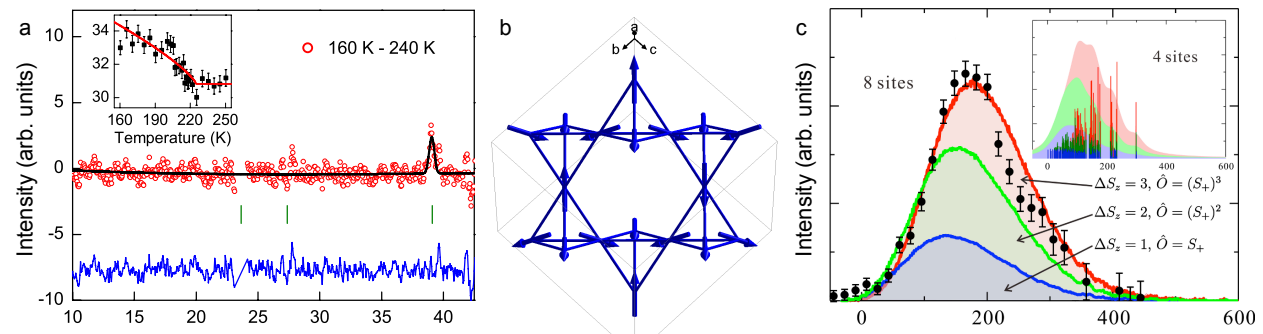 a
Intensity (arb. units)
12
10
5
0
-5
-10
10 15 20 25 30 35 40
160 K - 240 K
34
32
30
160 190 220 250
Temperature (K)
b
a
b c
c
Intensity (arb. units)
8 sites
0 200 400 600
ΔS_z = 3, Ô = (S_+)^3
ΔS_z = 2, Ô = (S_+)^2
ΔS_z = 1, Ô = S_+
4 sites
0 200 400 600